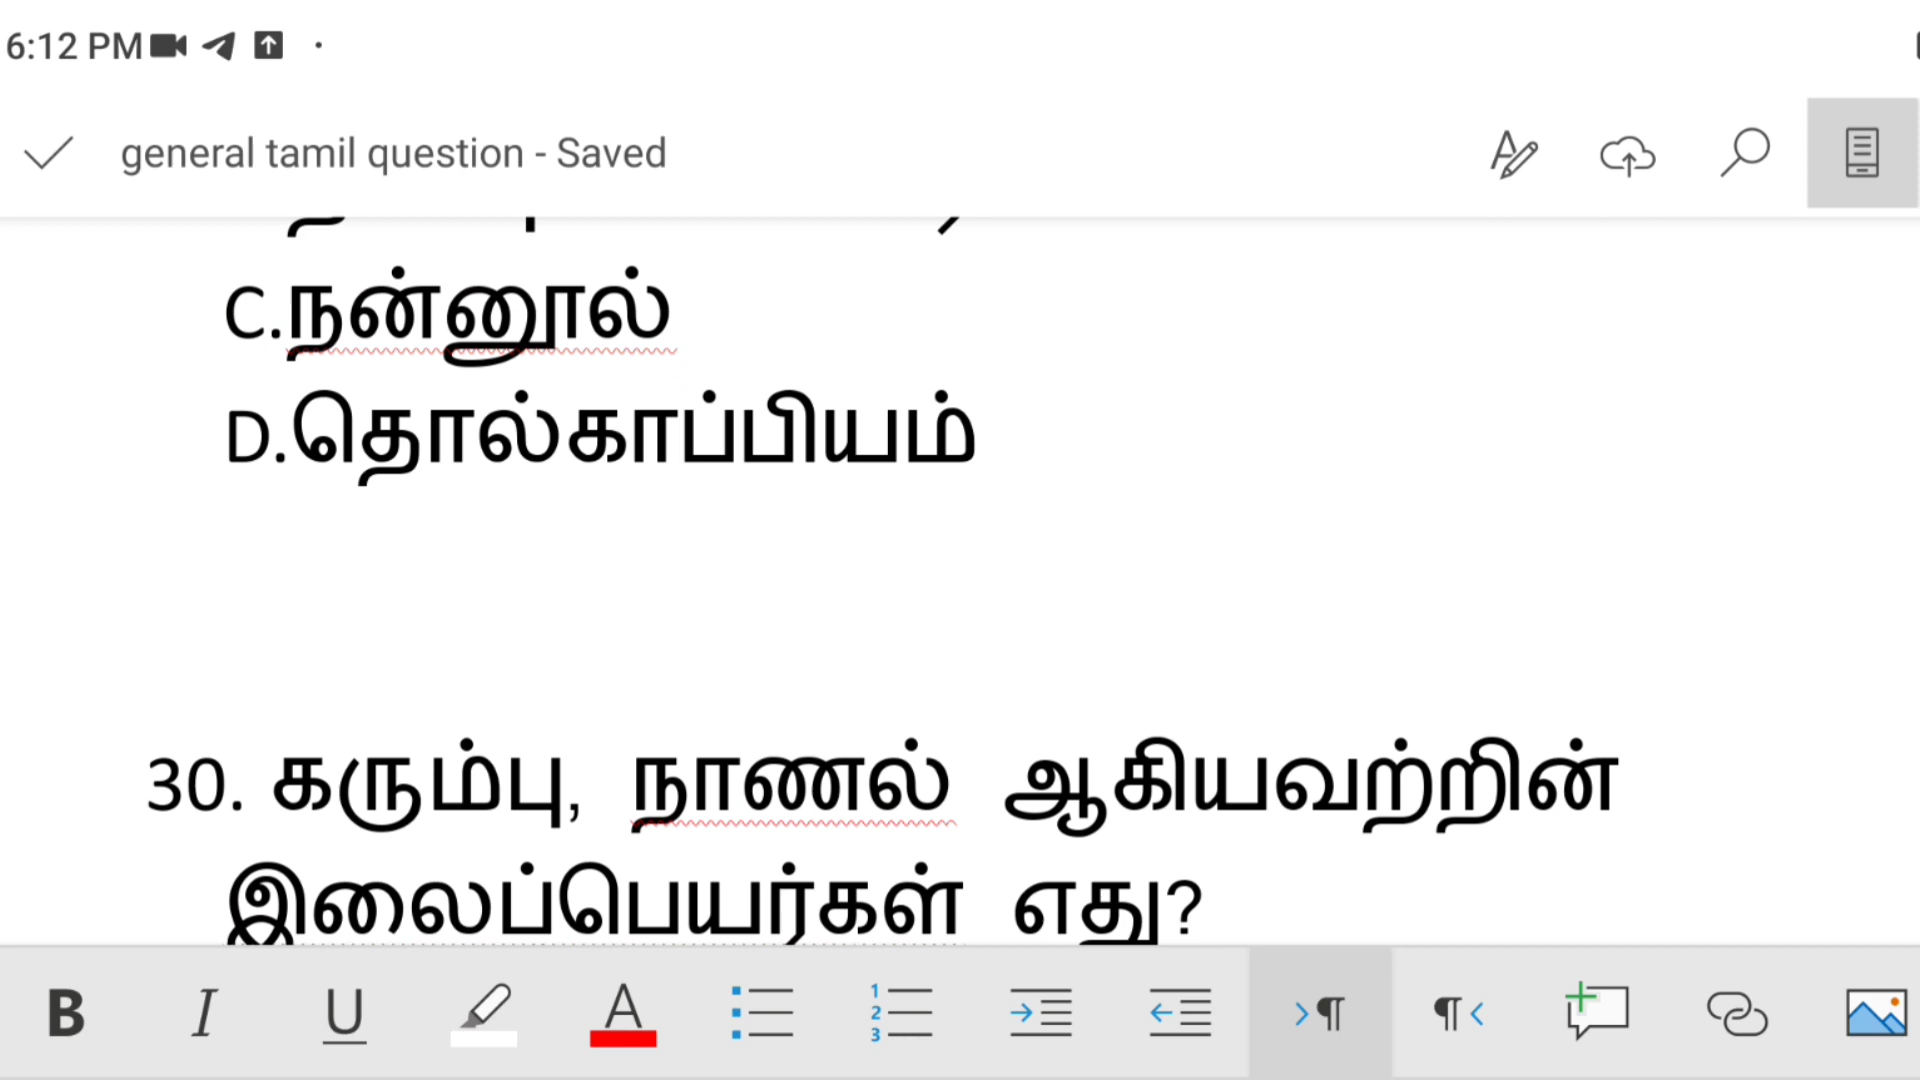 6:12 PM
general tamil question - Saved
C.நன்னூல்
D.தொல்காப்பியம்
30. கரும்பு, நாணல் ஆகியவற்றின்
இலைப்பெயர்கள் எது?